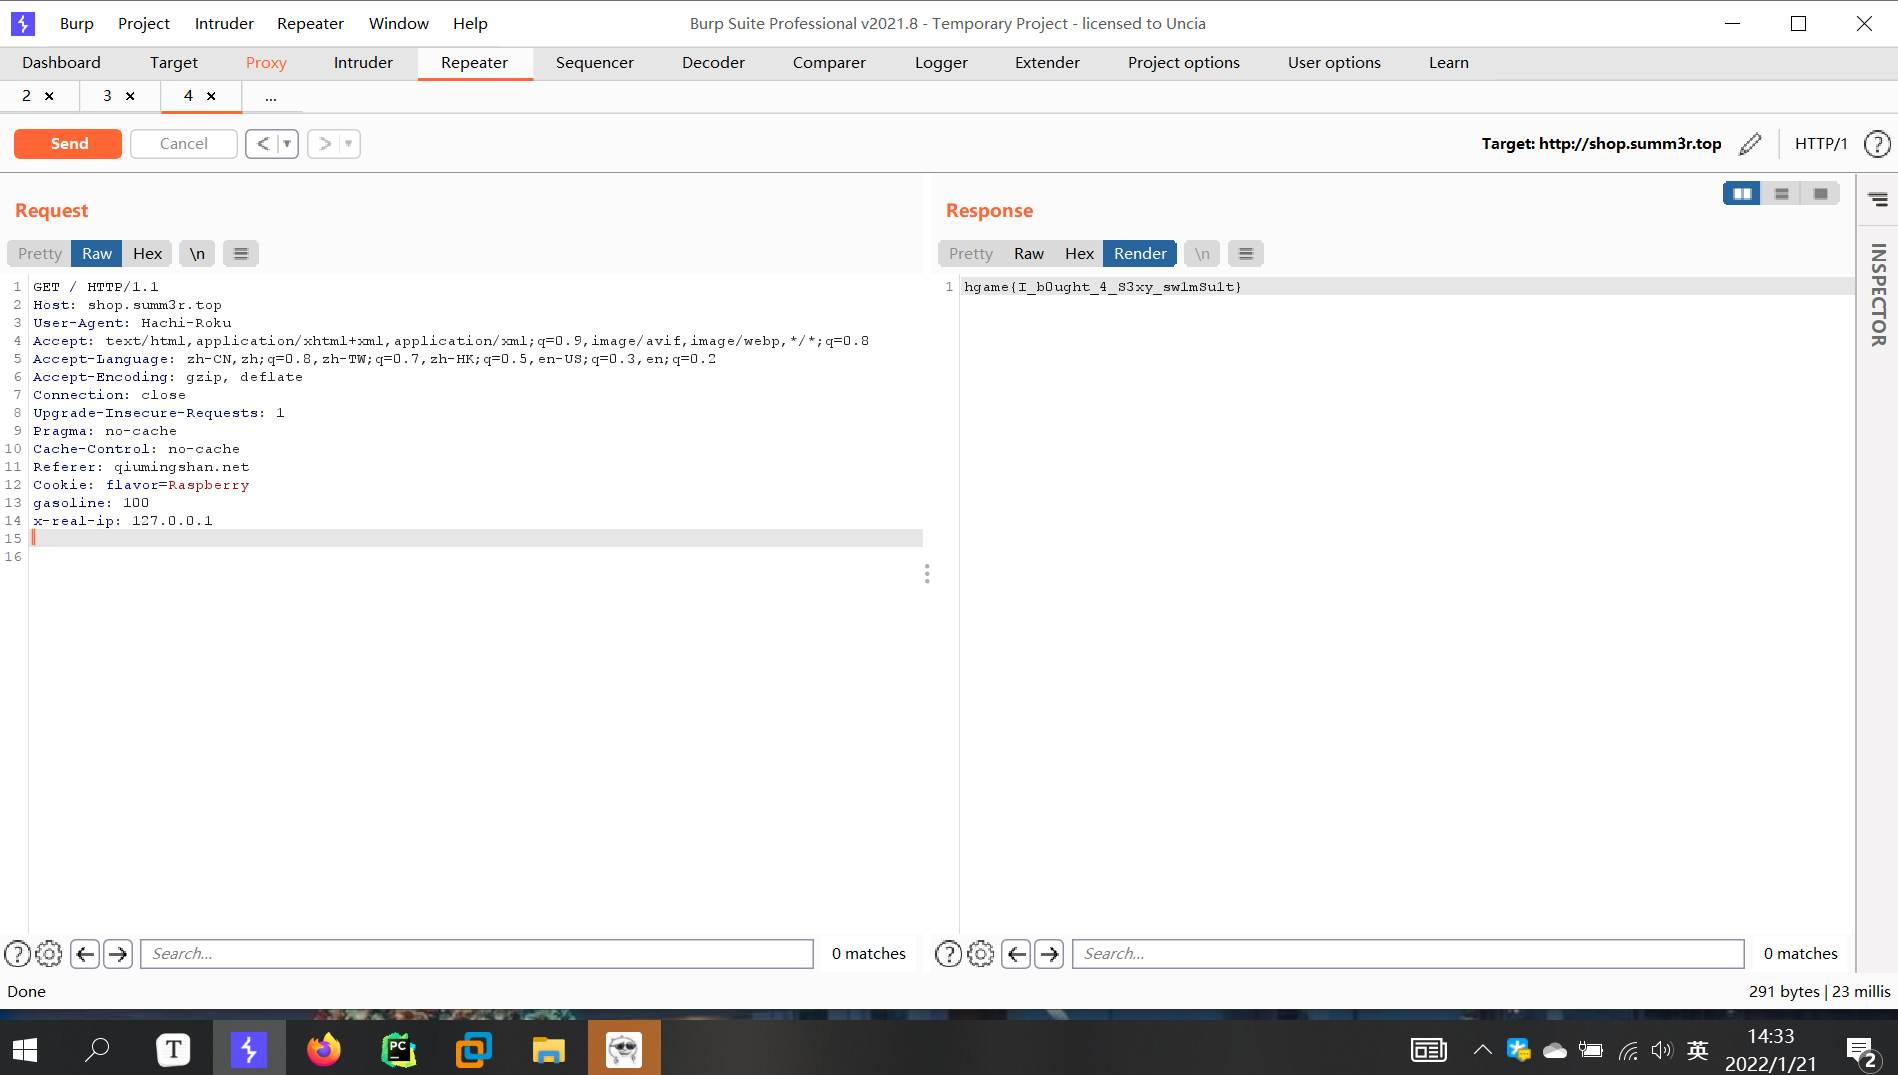 Burp Project Intruder Repeater Window Help
Burp Suite Professional v2021.8 - Temporary Project - licensed to Uncia
Dashboard Target Proxy Intruder Repeater Sequencer Decoder Comparer Logger Extender Project options User options Learn
2 × 3 × 4 × ...
Send Cancel < >
Target: http://shop.summ3r.top HTTP/1 ?
Request
Pretty Raw Hex \n
1 GET / HTTP/1.1
2 Host: shop.summ3r.top
3 User-Agent: Hachi-Roku
4 Accept: text/html,application/xhtml+xml,application/xml;q=0.9,image/avif,image/webp,*/*;q=0.8
5 Accept-Language: zh-CN,zh;q=0.8,zh-TW;q=0.7,zh-HK;q=0.5,en-US;q=0.3,en;q=0.2
6 Accept-Encoding: gzip, deflate
7 Connection: close
8 Upgrade-Insecure-Requests: 1
9 Pragma: no-cache
10 Cache-Control: no-cache
11 Referer: qiumingshan.net
12 Cookie: flavor=Raspberry
13 gasoline: 100
14 x-real-ip: 127.0.0.1
15
16
? Search... 0 matches
Response
Pretty Raw Hex Render \n
1 hgame{I_b0ught_4_S3xy_sw1mSu1t}
? Search... 0 matches
INSPECTOR
Done
291 bytes | 23 millis
T PC 英
14:33
2022/1/21
2